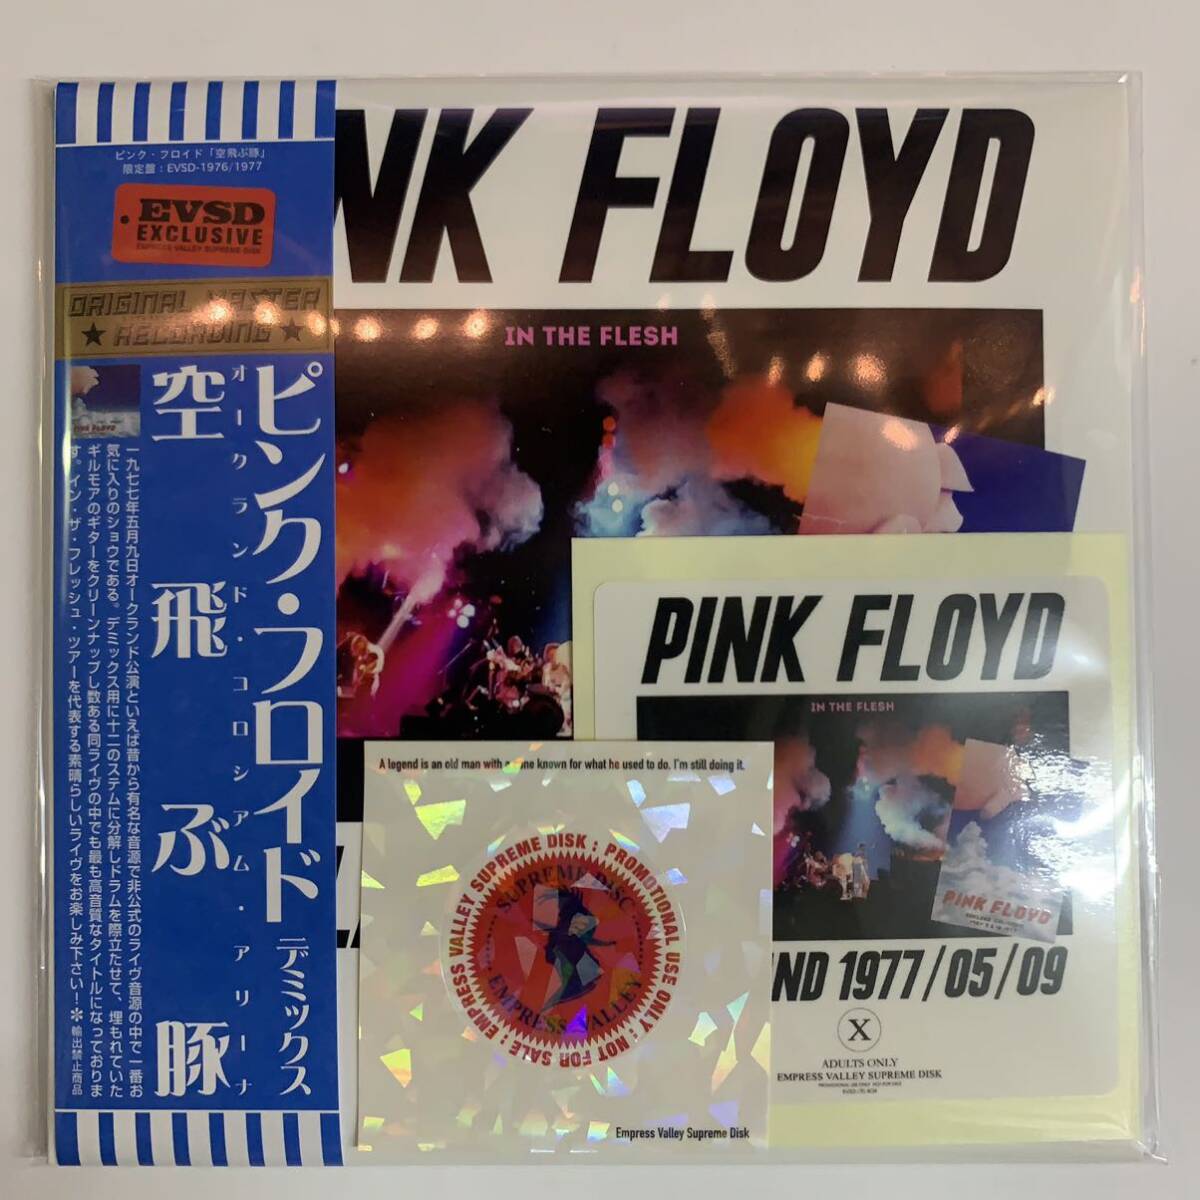 ピンク・フロイド「空飛ぶ豚」
限定盤：EVSD-1976/1977
EVSD
EXCLUSIVE
EMPRESS VALLEY SUPREME DISK
ORIGINAL MASTER
RECORDING
PINK FLOYD
ピンク・フロイド デミックス
オークランド・コロシアム・アリーナ
空飛ぶ豚
一九七七年五月九日オークランド公演といえば昔から有名な音源で非公式のライヴ音源の中で一番お
気に入りのショウである。デミックス用に十二のステムに分解しドラムを際立たせて、埋もれていた
ギルモアのギターをクリーンナップし数ある同ライヴの中でも最も高音質なタイトルになっておりま
す。イン・ザ・フレッシュ・ツアーを代表する素晴らしいライヴをお楽しみ下さい！＊輸出禁止商品
INK FLOYD
IN THE FLESH
PINK FLOYD
IN THE FLESH
PINK FLOYD
ND 1977/05/09
X
ADULTS ONLY
EMPRESS VALLEY SUPREME DISK
PROMOTIONAL USE ONLY NOT FOR SALE
A legend is an old man with a cane known for what he used to do. I'm still doing it.
EMPRESS VALLEY SUPREME DISK : PROMOTIONAL USE ONLY : NOT FOR SALE :
SUPREME DISC
EMPRESS VALLEY
Empress Valley Supreme Disk